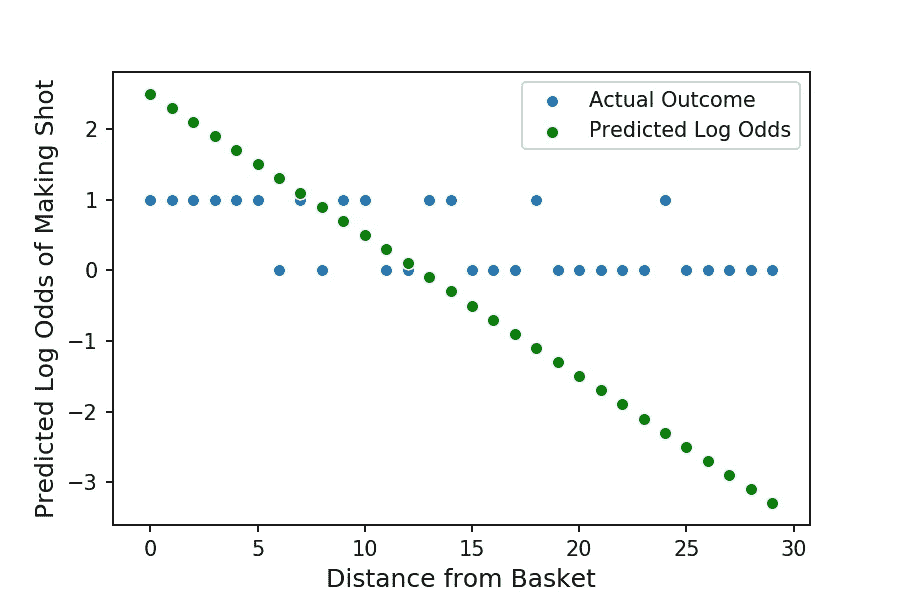 Predicted Log Odds of Making Shot
2
1
0
−1
−2
−3
Actual Outcome
Predicted Log Odds
0 5 10 15 20 25 30
Distance from Basket